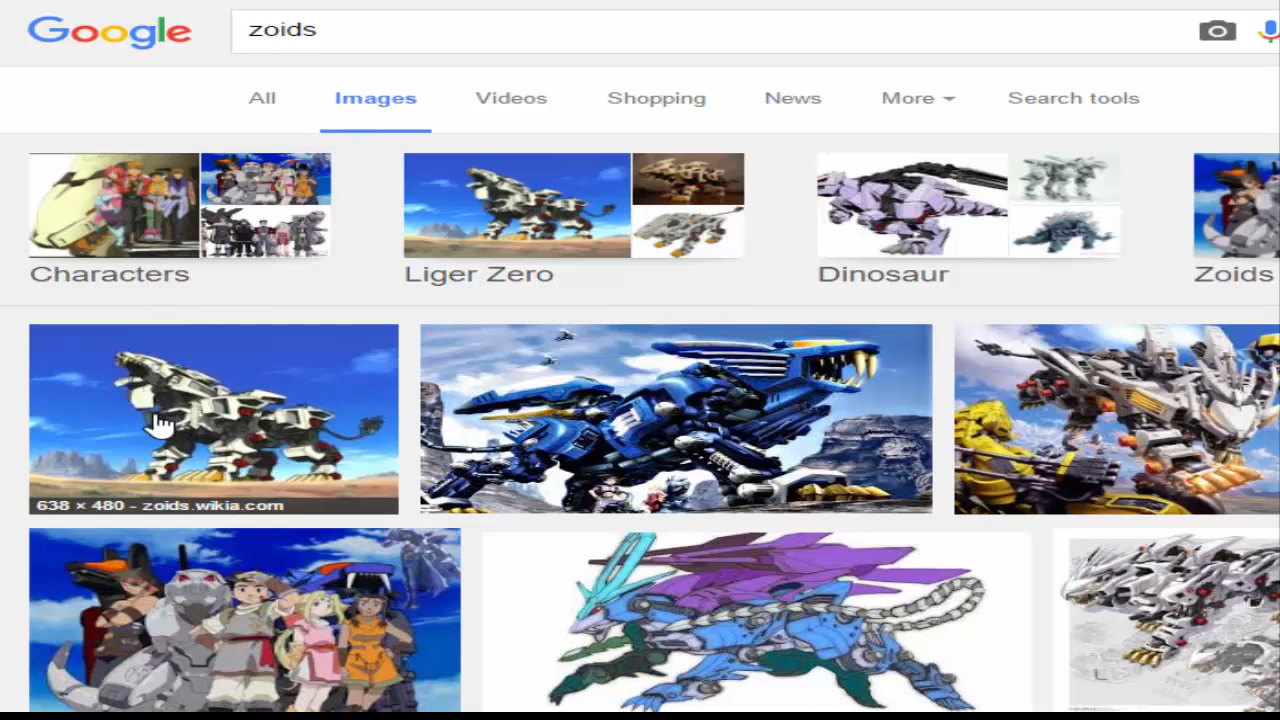 Google
zoids
All Images Videos Shopping News More Search tools
Characters Liger Zero Dinosaur Zoids
638 × 480 - zoids.wikia.com